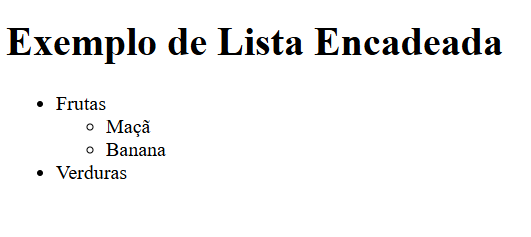 Exemplo de Lista Encadeada
Frutas
Maçã
Banana
Verduras